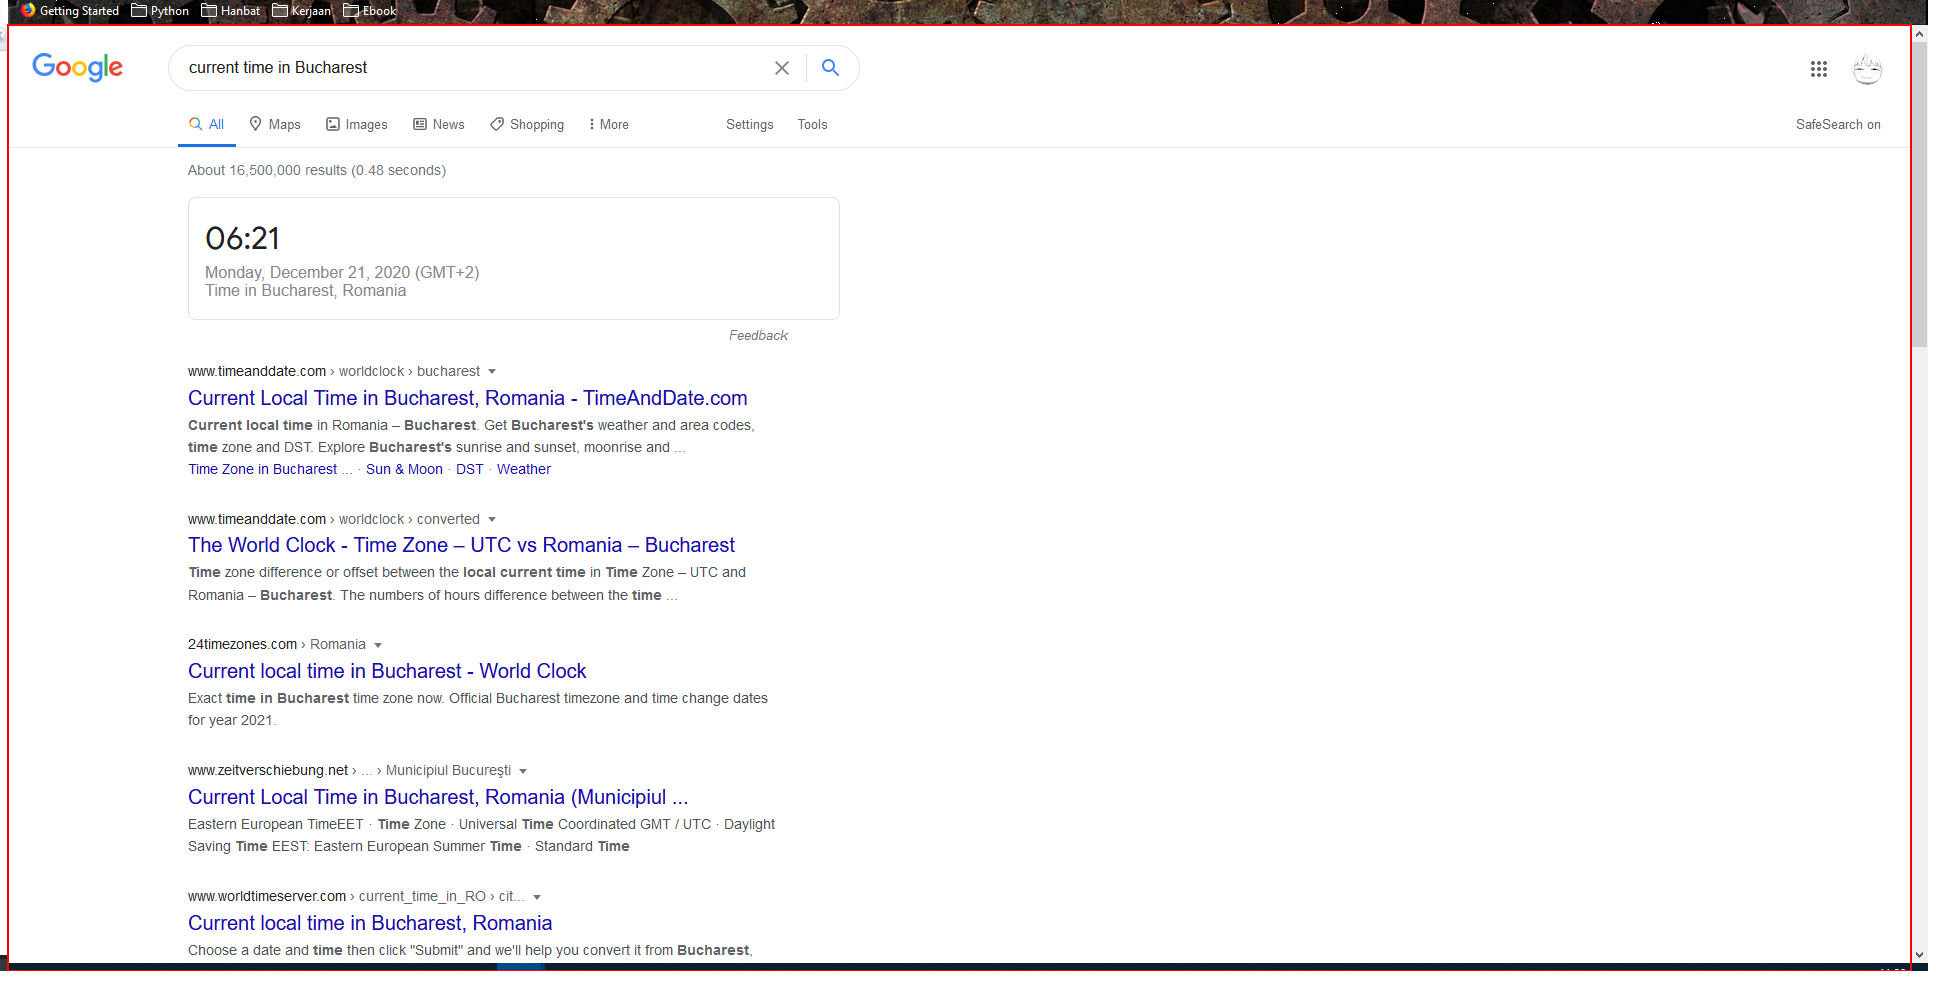 Getting Started Python Hanbat Kerjaan Ebook
Google
current time in Bucharest
All Maps Images News Shopping More Settings Tools SafeSearch on
About 16,500,000 results (0.48 seconds)
06:21
Monday, December 21, 2020 (GMT+2)
Time in Bucharest, Romania
Feedback
www.timeanddate.com › worldclock › bucharest
Current Local Time in Bucharest, Romania - TimeAndDate.com
Current local time in Romania – Bucharest. Get Bucharest's weather and area codes,
time zone and DST. Explore Bucharest's sunrise and sunset, moonrise and ...
Time Zone in Bucharest ... · Sun & Moon · DST · Weather
www.timeanddate.com › worldclock › converted
The World Clock - Time Zone – UTC vs Romania – Bucharest
Time zone difference or offset between the local current time in Time Zone – UTC and
Romania – Bucharest. The numbers of hours difference between the time ...
24timezones.com › Romania
Current local time in Bucharest - World Clock
Exact time in Bucharest time zone now. Official Bucharest timezone and time change dates
for year 2021.
www.zeitverschiebung.net › ... › Municipiul Bucureşti
Current Local Time in Bucharest, Romania (Municipiul ...
Eastern European TimeEET · Time Zone · Universal Time Coordinated GMT / UTC · Daylight
Saving Time EEST: Eastern European Summer Time · Standard Time
www.worldtimeserver.com › current_time_in_RO › cit...
Current local time in Bucharest, Romania
Choose a date and time then click "Submit" and we'll help you convert it from Bucharest,